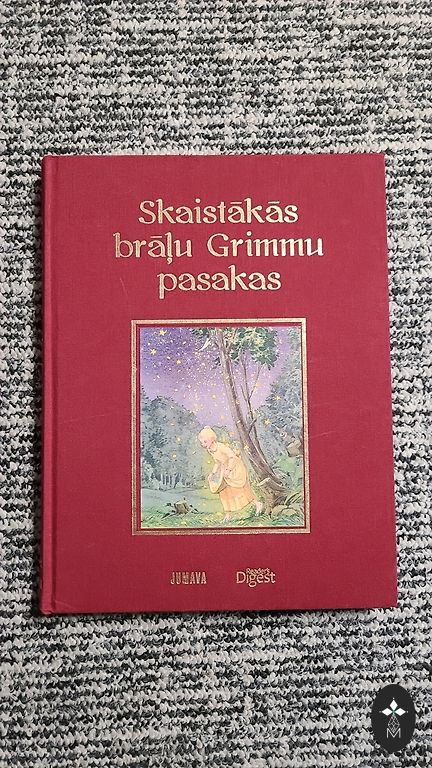 Skaistākās
brāļu Grimmu
pasakas
JUMAVA
Reader's
Digest